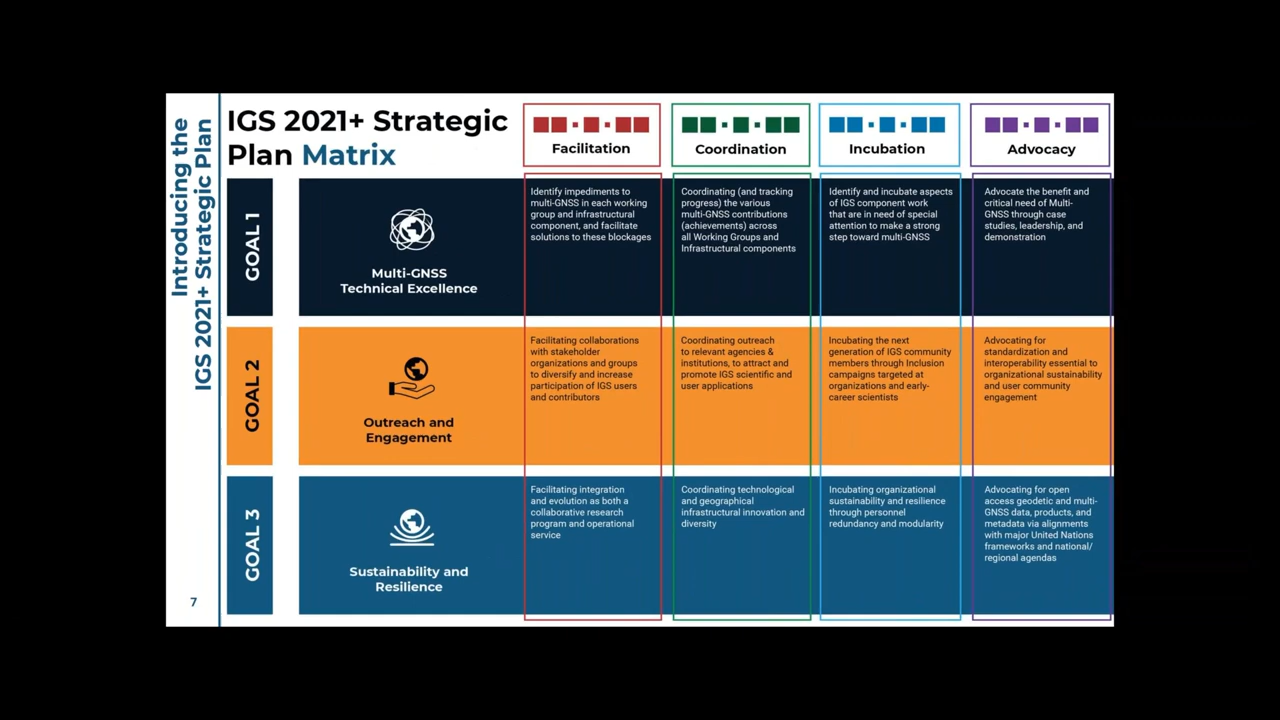 Introducing the
IGS 2021+ Strategic Plan
7
IGS 2021+ Strategic
Plan Matrix
Facilitation
Coordination
Incubation
Advocacy
GOAL 1
Multi-GNSS
Technical Excellence
Identify impediments to
multi-GNSS in each working
group and infrastructural
component, and facilitate
solutions to these blockages
Coordinating (and tracking
progress) the various
multi-GNSS contributions
(achievements) across
all Working Groups and
Infrastructural components
Identify and incubate aspects
of IGS component work
that are in need of special
attention to make a strong
step toward multi-GNSS
Advocate the benefit and
critical need of Multi-
GNSS through case
studies, leadership, and
demonstration
GOAL 2
Outreach and
Engagement
Facilitating collaborations
with stakeholder
organizations and groups
to diversify and increase
participation of IGS users
and contributors
Coordinating outreach
to relevant agencies &
institutions, to attract and
promote IGS scientific and
user applications
Incubating the next
generation of IGS community
members through Inclusion
campaigns targeted at
organizations and early-
career scientists
Advocating for
standardization and
interoperability essential to
organizational sustainability
and user community
engagement
GOAL 3
Sustainability and
Resilience
Facilitating integration
and evolution as both a
collaborative research
program and operational
service
Coordinating technological
and geographical
infrastructural innovation and
diversity
Incubating organizational
sustainability and resilience
through personnel
redundancy and modularity
Advocating for open
access geodetic and multi-
GNSS data, products, and
metadata via alignments
with major United Nations
frameworks and national/
regional agendas